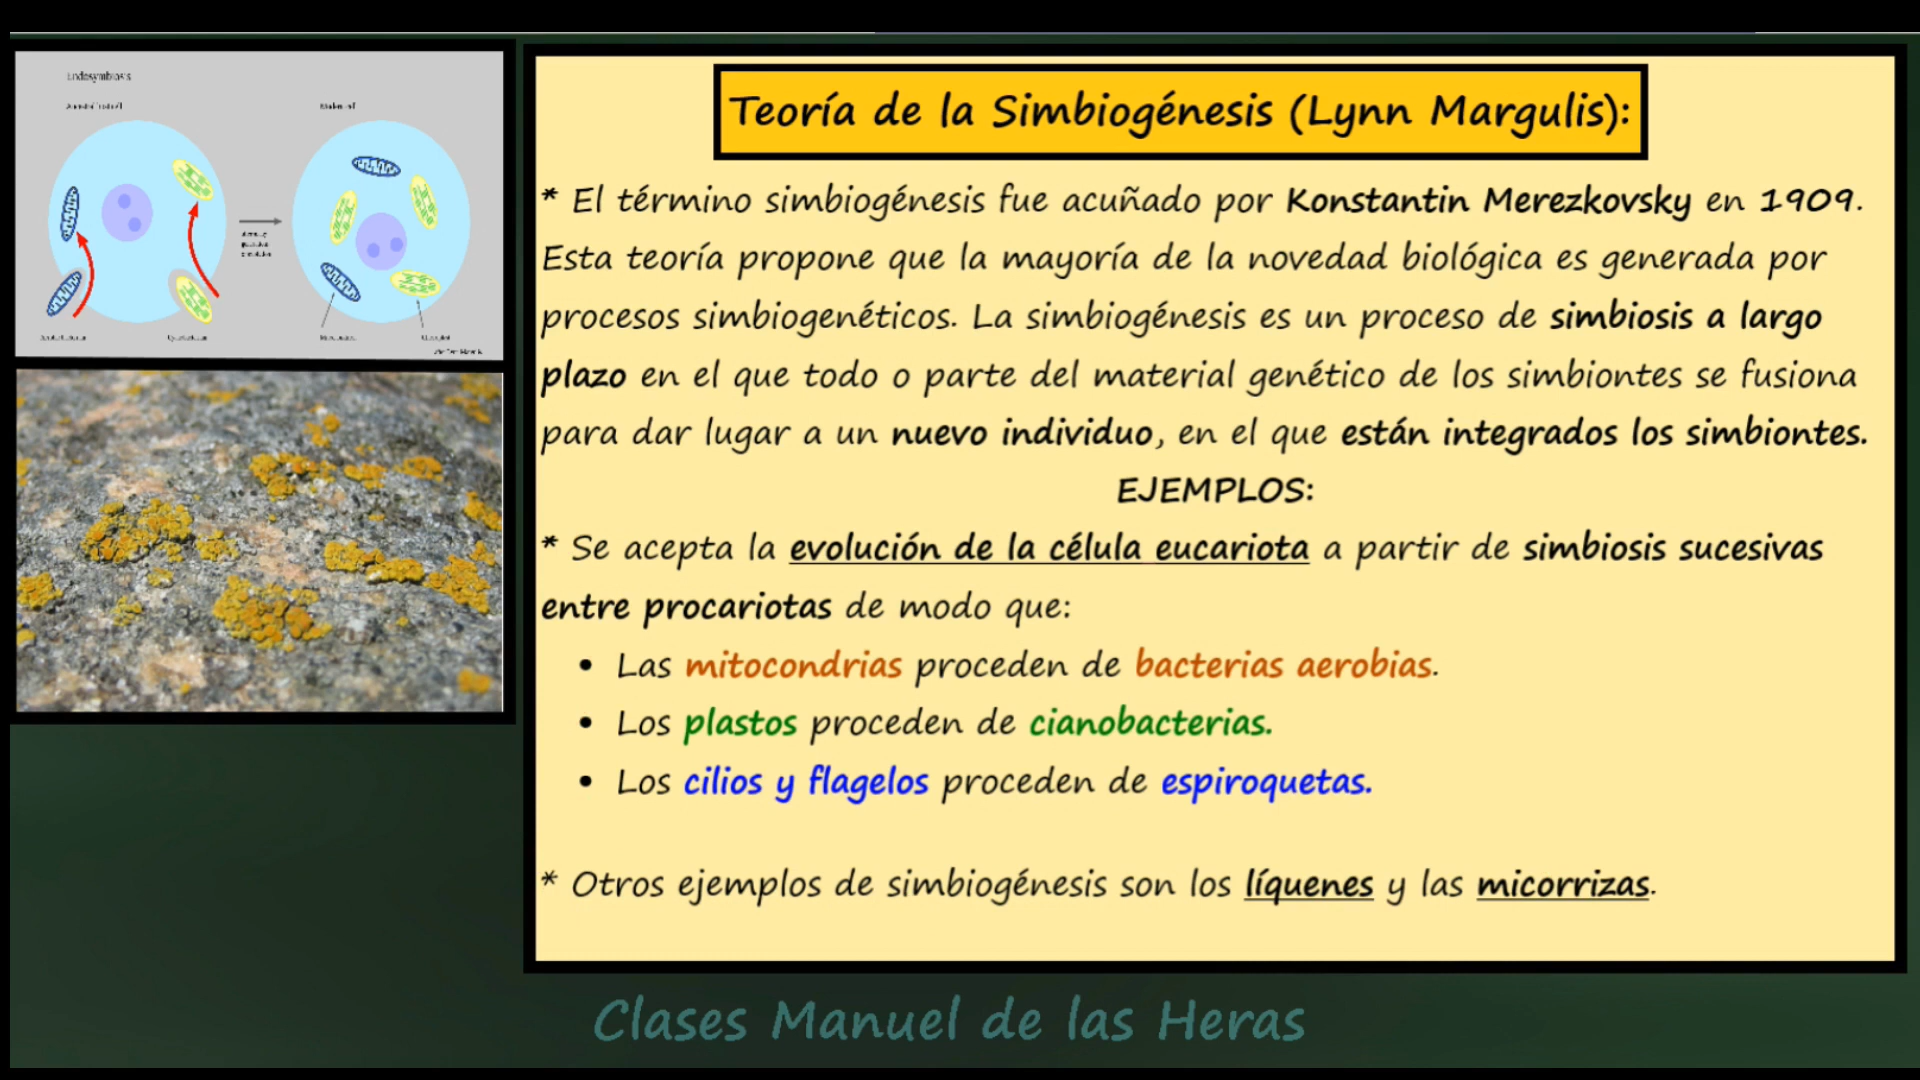 Endosymbiosis
Teoría de la Simbiogénesis (Lynn Margulis):
* El término simbiogénesis fue acuñado por Konstantin Merezkovsky en 1909.
Esta teoría propone que la mayoría de la novedad biológica es generada por
procesos simbiogenéticos. La simbiogénesis es un proceso de simbiosis a largo
plazo en el que todo o parte del material genético de los simbiontes se fusiona
para dar lugar a un nuevo individuo, en el que están integrados los simbiontes.
EJEMPLOS:
* Se acepta la evolución de la célula eucariota a partir de simbiosis sucesivas
entre procariotas de modo que:
• Las mitocondrias proceden de bacterias aerobias.
• Los plastos proceden de cianobacterias.
• Los cilios y flagelos proceden de espiroquetas.
* Otros ejemplos de simbiogénesis son los líquenes y las micorrizas.
Clases Manuel de las Heras